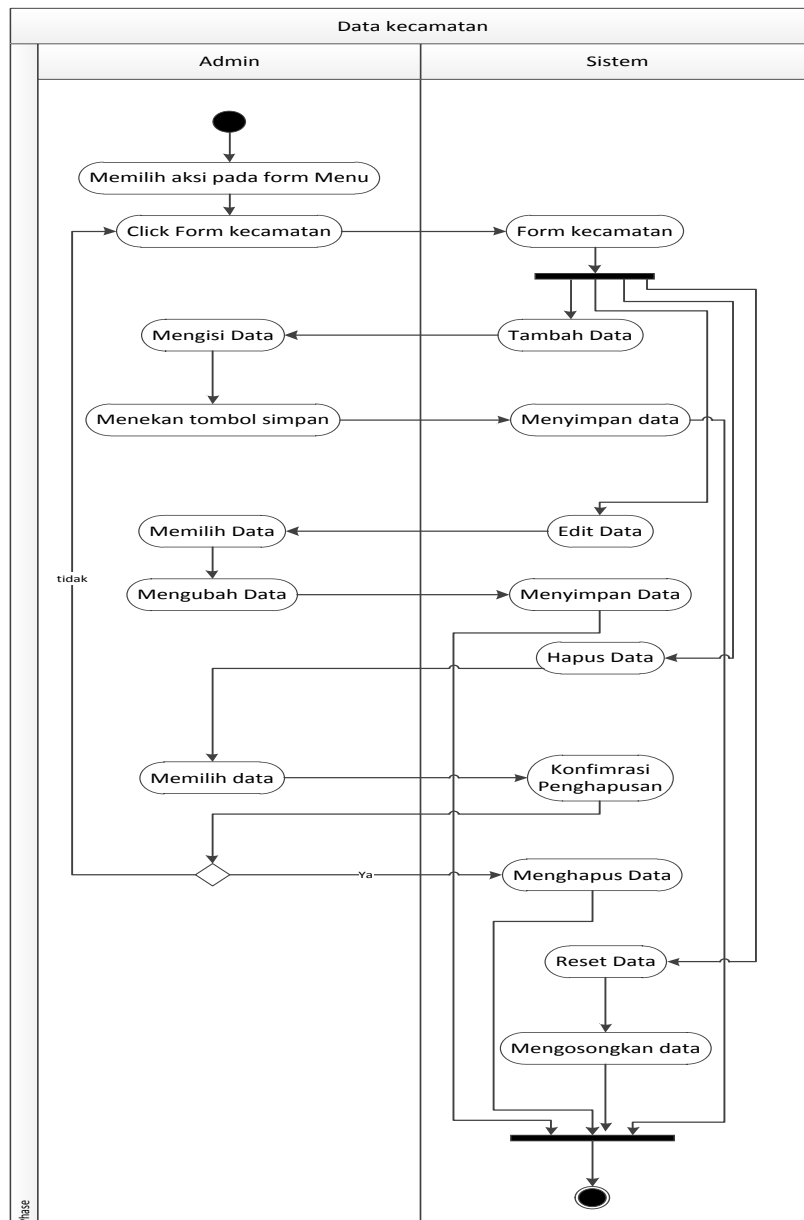 Data kecamatan
Admin
Sistem
Memilih aksi pada form Menu
Click Form kecamatan
Form kecamatan
Mengisi Data
Tambah Data
Menekan tombol simpan
Menyimpan data
Memilih Data
Edit Data
tidak
Mengubah Data
Menyimpan Data
Hapus Data
Memilih data
Konfimrasi
Penghapusan
Ya
Menghapus Data
Reset Data
Mengosongkan data
Phase